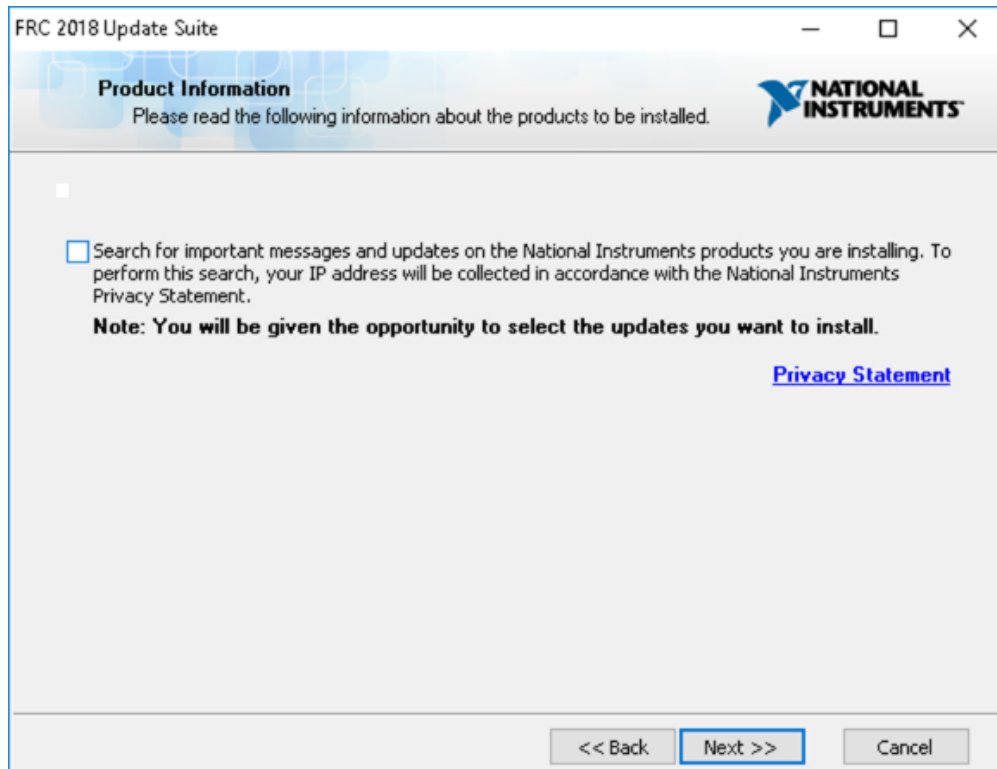 FRC 2018 Update Suite
Product Information
Please read the following information about the products to be installed.
NATIONAL
INSTRUMENTS™
Search for important messages and updates on the National Instruments products you are installing. To
perform this search, your IP address will be collected in accordance with the National Instruments
Privacy Statement.
Note: You will be given the opportunity to select the updates you want to install.
Privacy Statement
<< Back
Next >>
Cancel